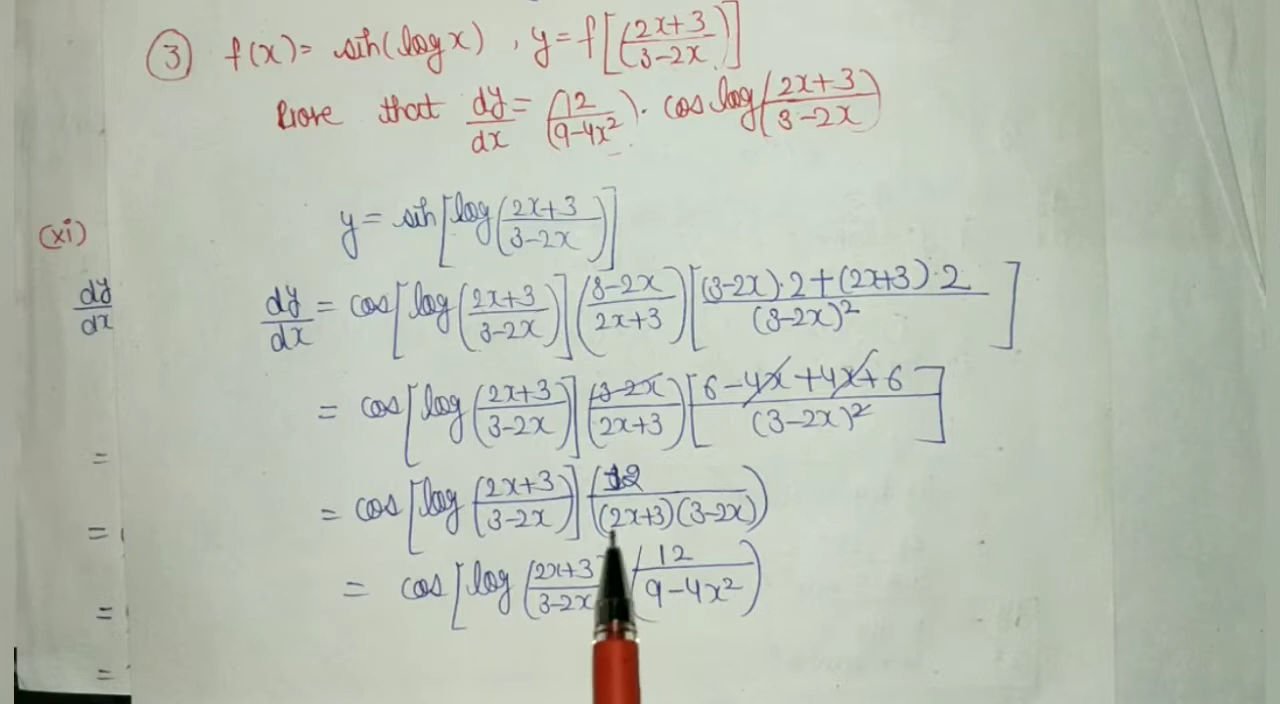 ③ f(x) = sin(log x) , y = f[(2x+3/3-2x)]
Prove that dy/dx = (12/9-4x²) · cos log(2x+3/3-2x)
y = sin[log(2x+3/3-2x)]
(xi)
dy/dx
dy/dx = cos[log(2x+3/3-2x)](3-2x/2x+3)[(3-2x)·2+(2x+3)·2/(3-2x)²]
= cos[log(2x+3/3-2x)](3-2x/2x+3)[6-4x+4x+6/(3-2x)²]
=
= cos[log(2x+3/3-2x)](12/(2x+3)(3-2x))
=
= cos[log(2x+3/3-2x (12/9-4x²)
=
=